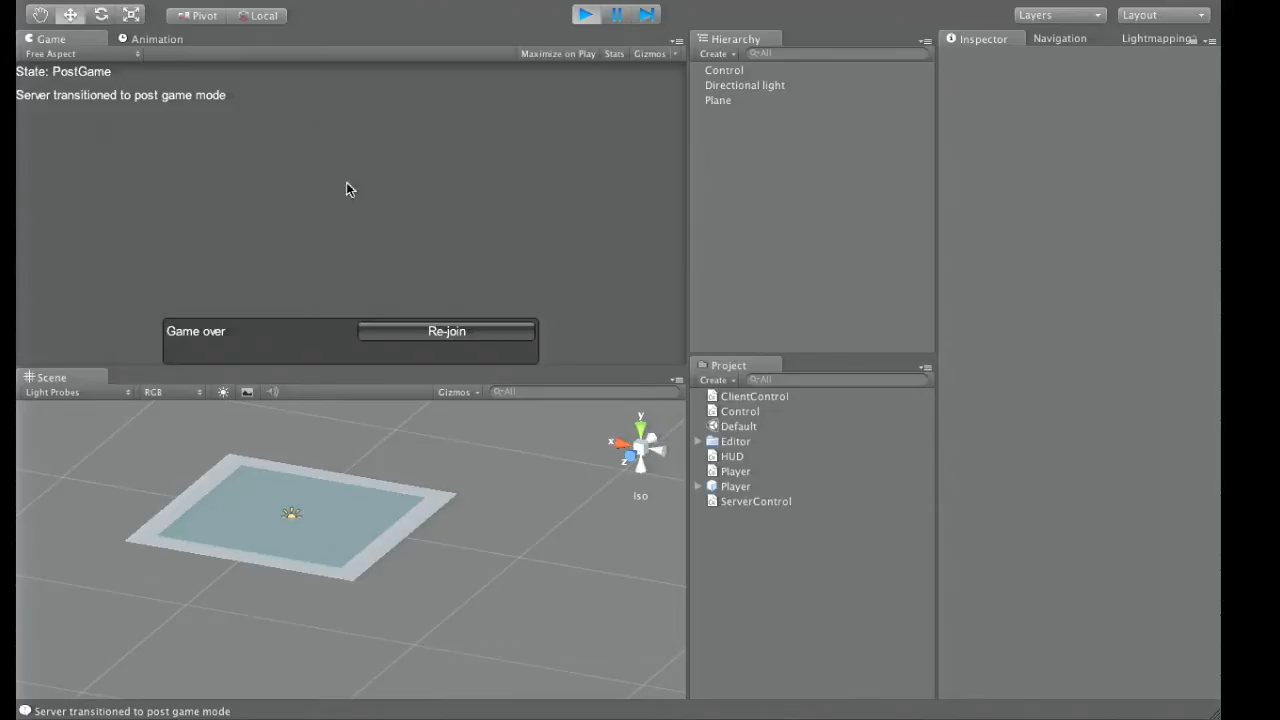 Pivot Local Layers Layout
Game Animation
Free Aspect Maximize on Play Stats Gizmos
State: PostGame
Server transitioned to post game mode
Game over Re-join
Scene
Light Probes RGB Gizmos All
y
x
z
Iso
Hierarchy
Create All
Control
Directional light
Plane
Project
Create All
ClientControl
Control
Default
Editor
HUD
Player
Player
ServerControl
Inspector Navigation Lightmapping
Server transitioned to post game mode